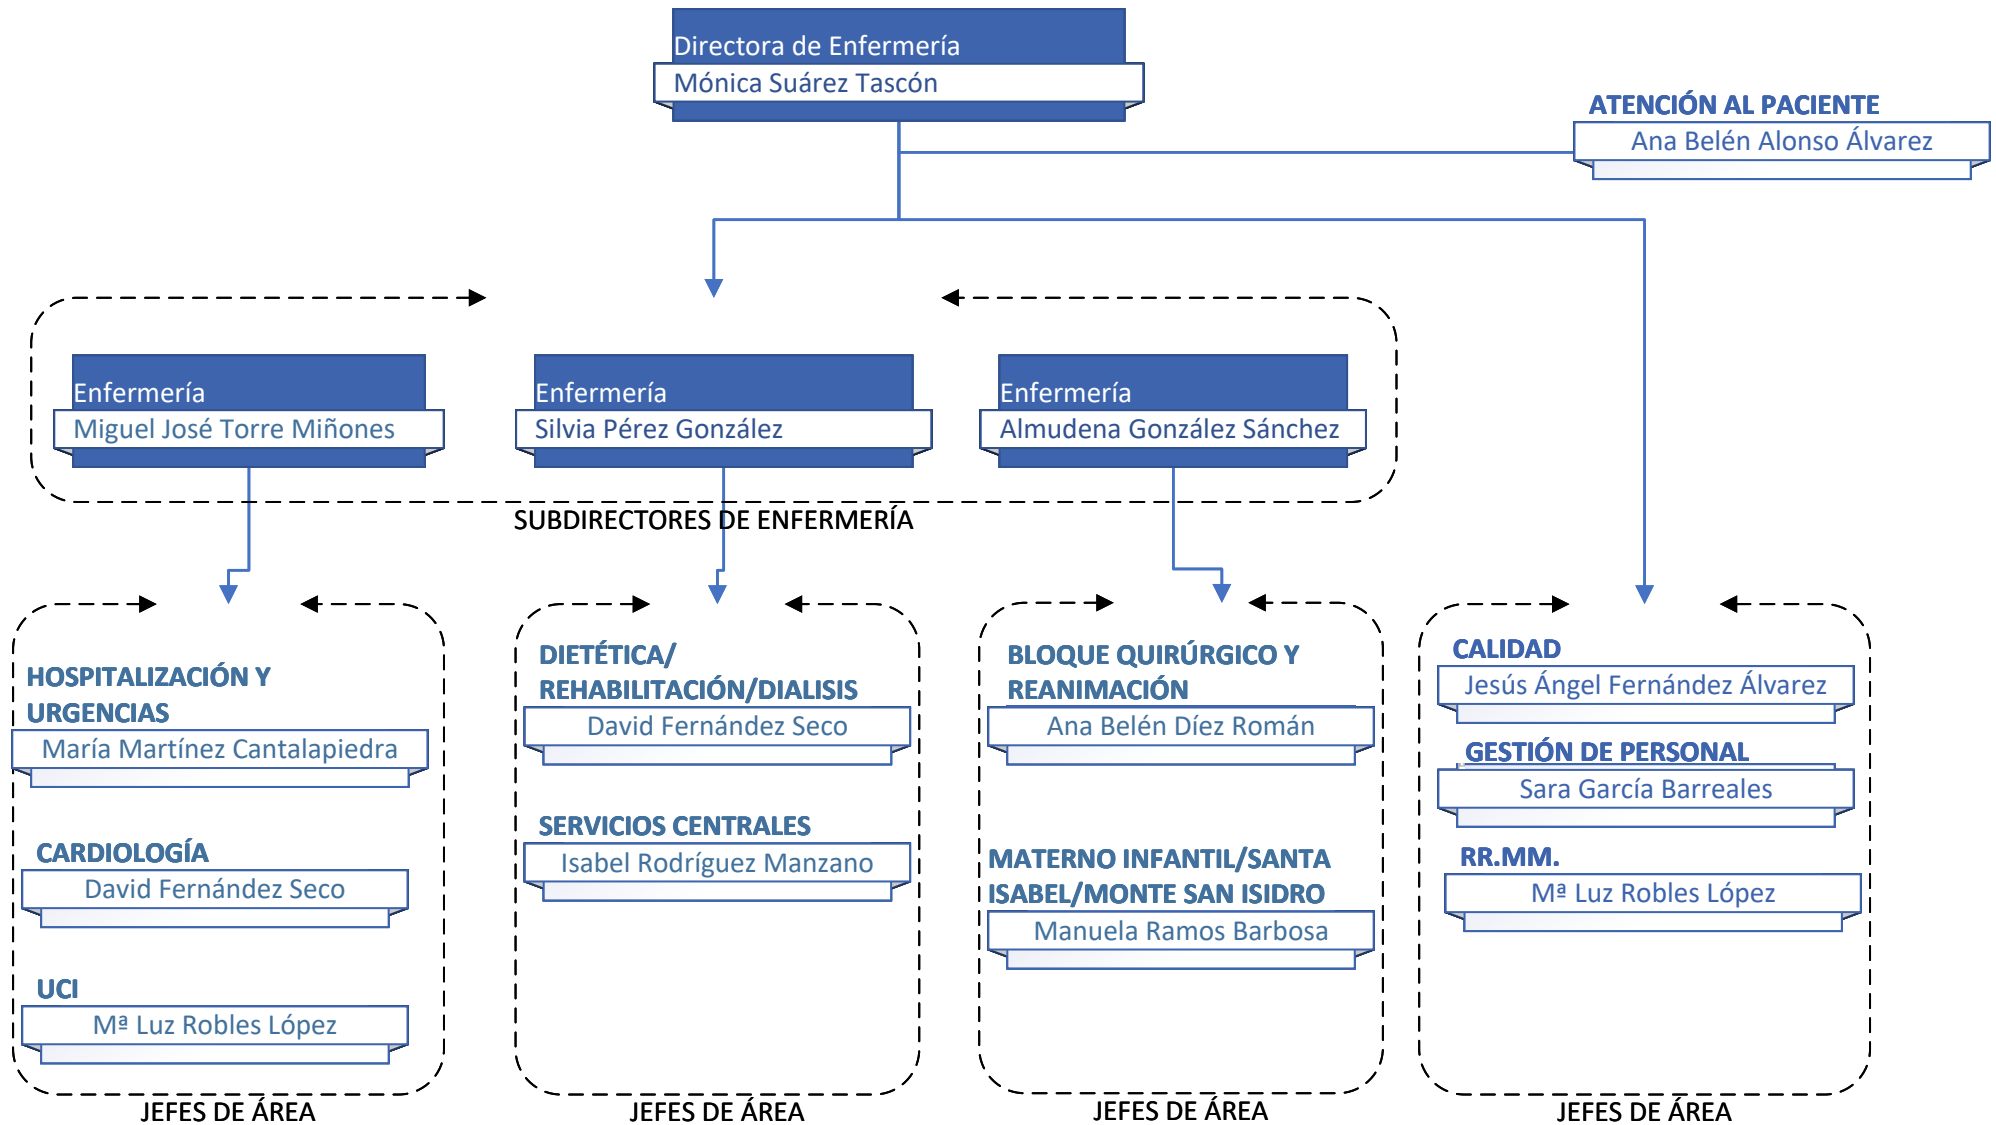 Directora de Enfermería
Mónica Suárez Tascón
ATENCIÓN AL PACIENTE
Ana Belén Alonso Álvarez
Enfermería
Miguel José Torre Miñones
Enfermería
Silvia Pérez González
Enfermería
Almudena González Sánchez
SUBDIRECTORES DE ENFERMERÍA
HOSPITALIZACIÓN Y
URGENCIAS
María Martínez Cantalapiedra
CARDIOLOGÍA
David Fernández Seco
UCI
Mª Luz Robles López
JEFES DE ÁREA
DIETÉTICA/
REHABILITACIÓN/DIALISIS
David Fernández Seco
SERVICIOS CENTRALES
Isabel Rodríguez Manzano
JEFES DE ÁREA
BLOQUE QUIRÚRGICO Y
REANIMACIÓN
Ana Belén Díez Román
MATERNO INFANTIL/SANTA
ISABEL/MONTE SAN ISIDRO
Manuela Ramos Barbosa
JEFES DE ÁREA
CALIDAD
Jesús Ángel Fernández Álvarez
GESTIÓN DE PERSONAL
Sara García Barreales
RR.MM.
Mª Luz Robles López
JEFES DE ÁREA